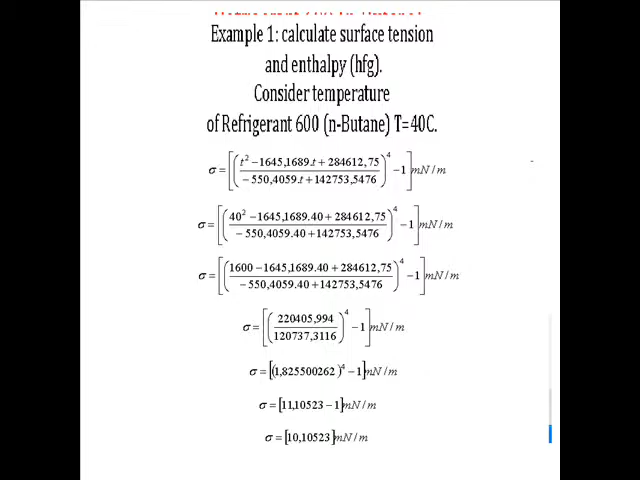 Example 1: calculate surface tension
and enthalpy (hfg).
Consider temperature
of Refrigerant 600 (n-Butane) T=40C.
σ = [((t² − 1645,1689.t + 284612,75) / (− 550,4059.t + 142753,5476))⁴ − 1] mN / m
σ = [((40² − 1645,1689.40 + 284612,75) / (− 550,4059.40 + 142753,5476))⁴ − 1] mN / m
σ = [((1600 − 1645,1689.40 + 284612,75) / (− 550,4059.40 + 142753,5476))⁴ − 1] mN / m
σ = [((220405,994) / (120737,3116))⁴ − 1] mN / m
σ = [(1,825500262)⁴ − 1] mN / m
σ = [11,10523 − 1] mN / m
σ = [10,10523] mN / m